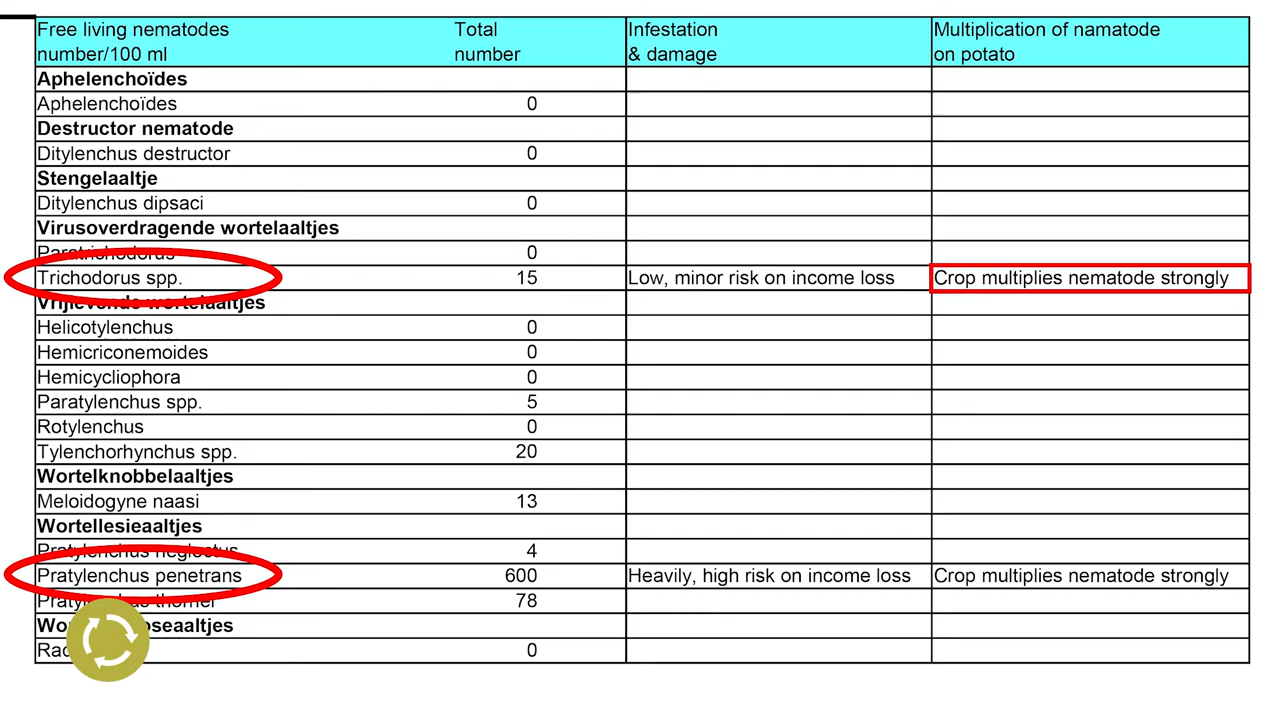 Free living nematodes Total Infestation Multiplication of namatode
number/100 ml number & damage on potato
Aphelenchoïdes
Aphelenchoïdes 0
Destructor nematode
Ditylenchus destructor 0
Stengelaaltje
Ditylenchus dipsaci 0
Virusoverdragende wortelaaltjes
Paratrichodorus 0
Trichodorus spp. 15 Low, minor risk on income loss Crop multiplies nematode strongly
Vrijlevende wortelaaltjes
Helicotylenchus 0
Hemicriconemoides 0
Hemicycliophora 0
Paratylenchus spp. 5
Rotylenchus 0
Tylenchorhynchus spp. 20
Wortelknobbelaaltjes
Meloidogyne naasi 13
Wortellesieaaltjes
Pratylenchus neglectus 4
Pratylenchus penetrans 600 Heavily, high risk on income loss Crop multiplies nematode strongly
Pratylenchus thornei 78
0